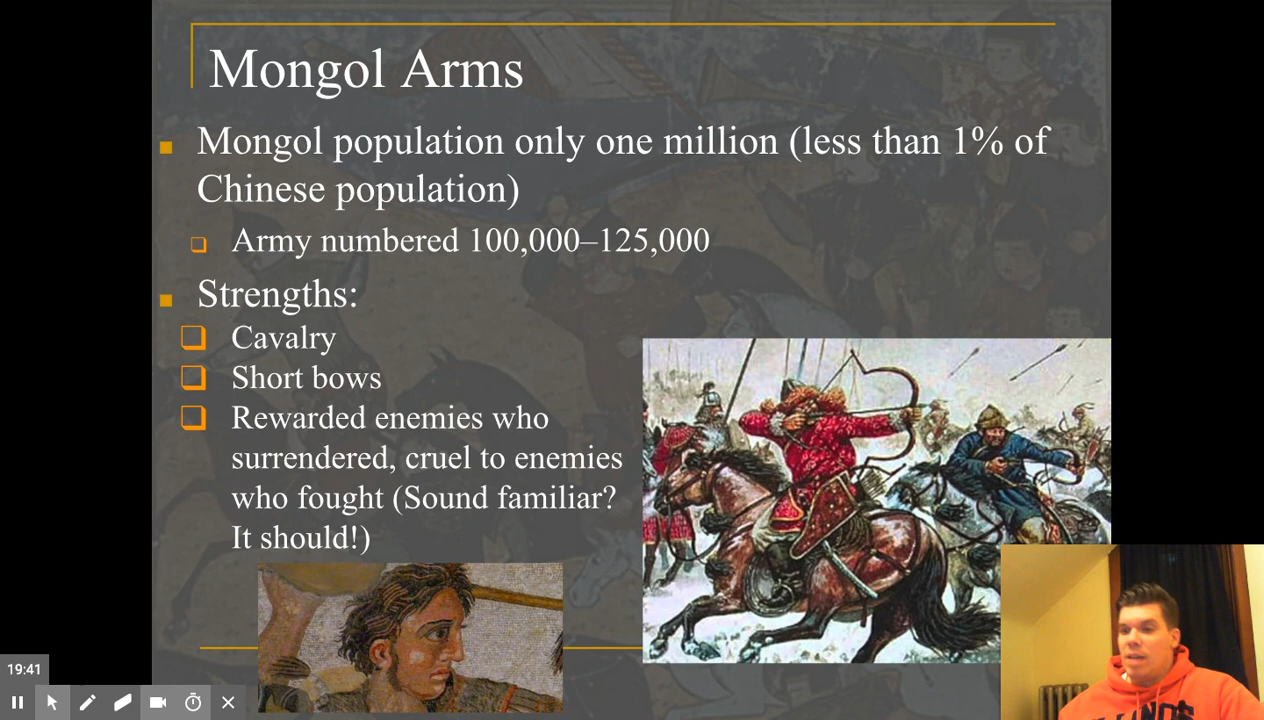 Mongol Arms
Mongol population only one million (less than 1% of
Chinese population)
Army numbered 100,000–125,000
Strengths:
Cavalry
Short bows
Rewarded enemies who
surrendered, cruel to enemies
who fought (Sound familiar?
It should!)
19:41